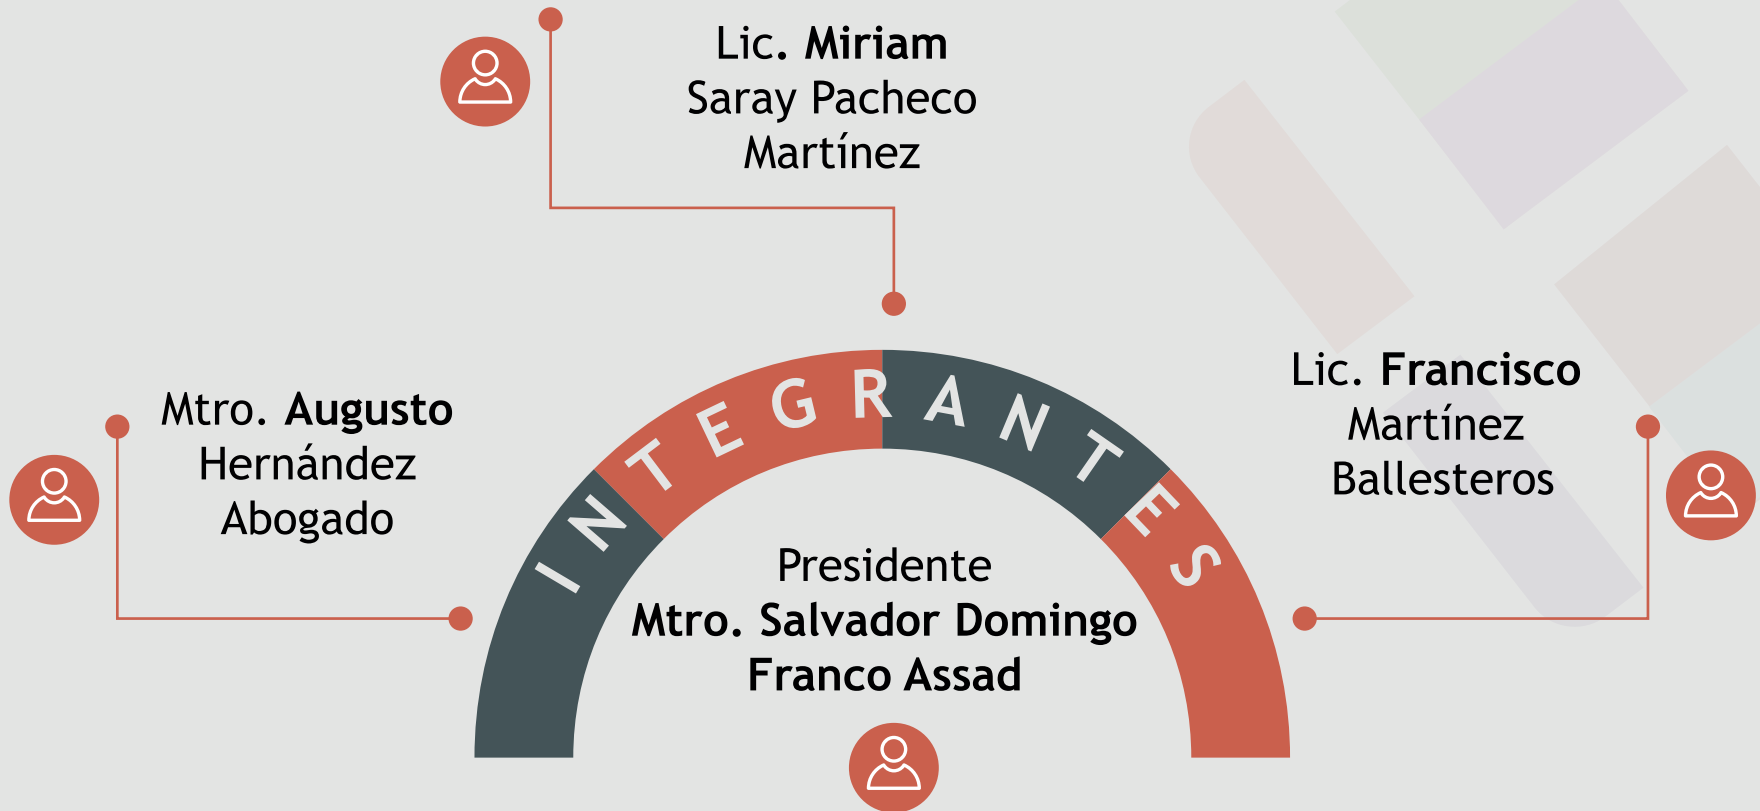 Lic. Miriam
Saray Pacheco
Martínez
Mtro. Augusto
Hernández
Abogado
INTEGRANTES
Lic. Francisco
Martínez
Ballesteros
Presidente
Mtro. Salvador Domingo
Franco Assad